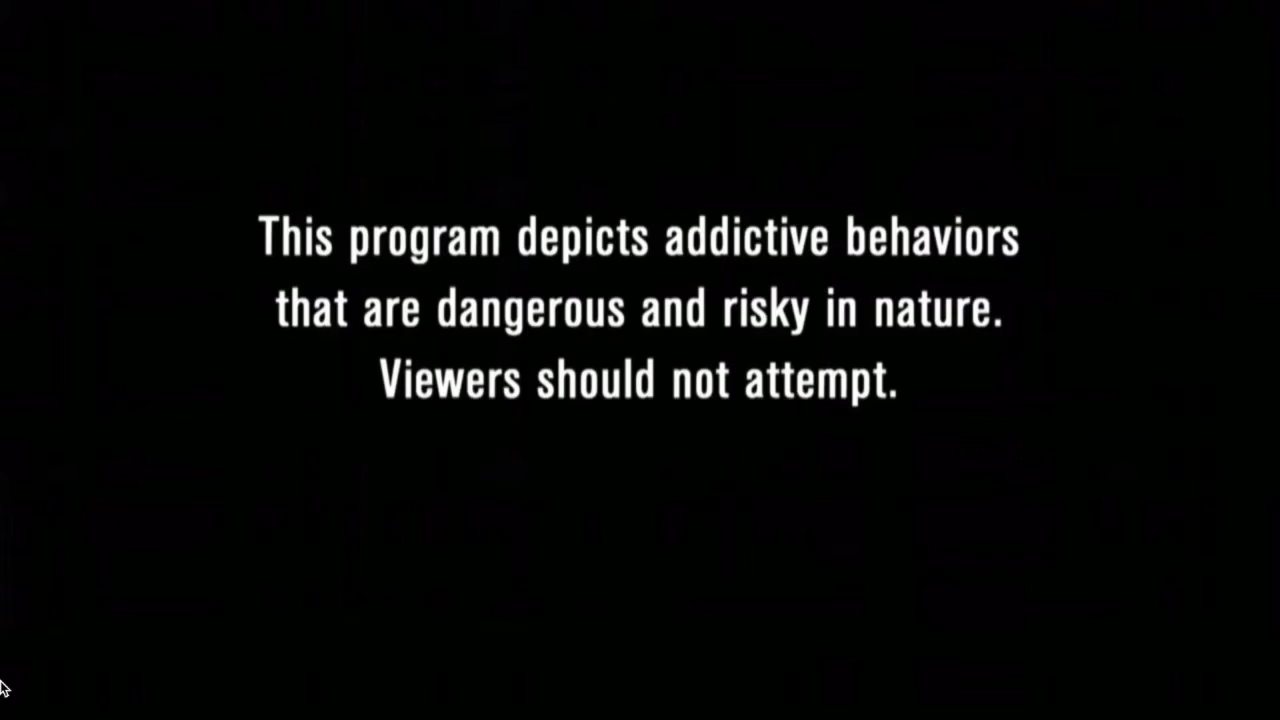 This program depicts addictive behaviors
that are dangerous and risky in nature.
Viewers should not attempt.